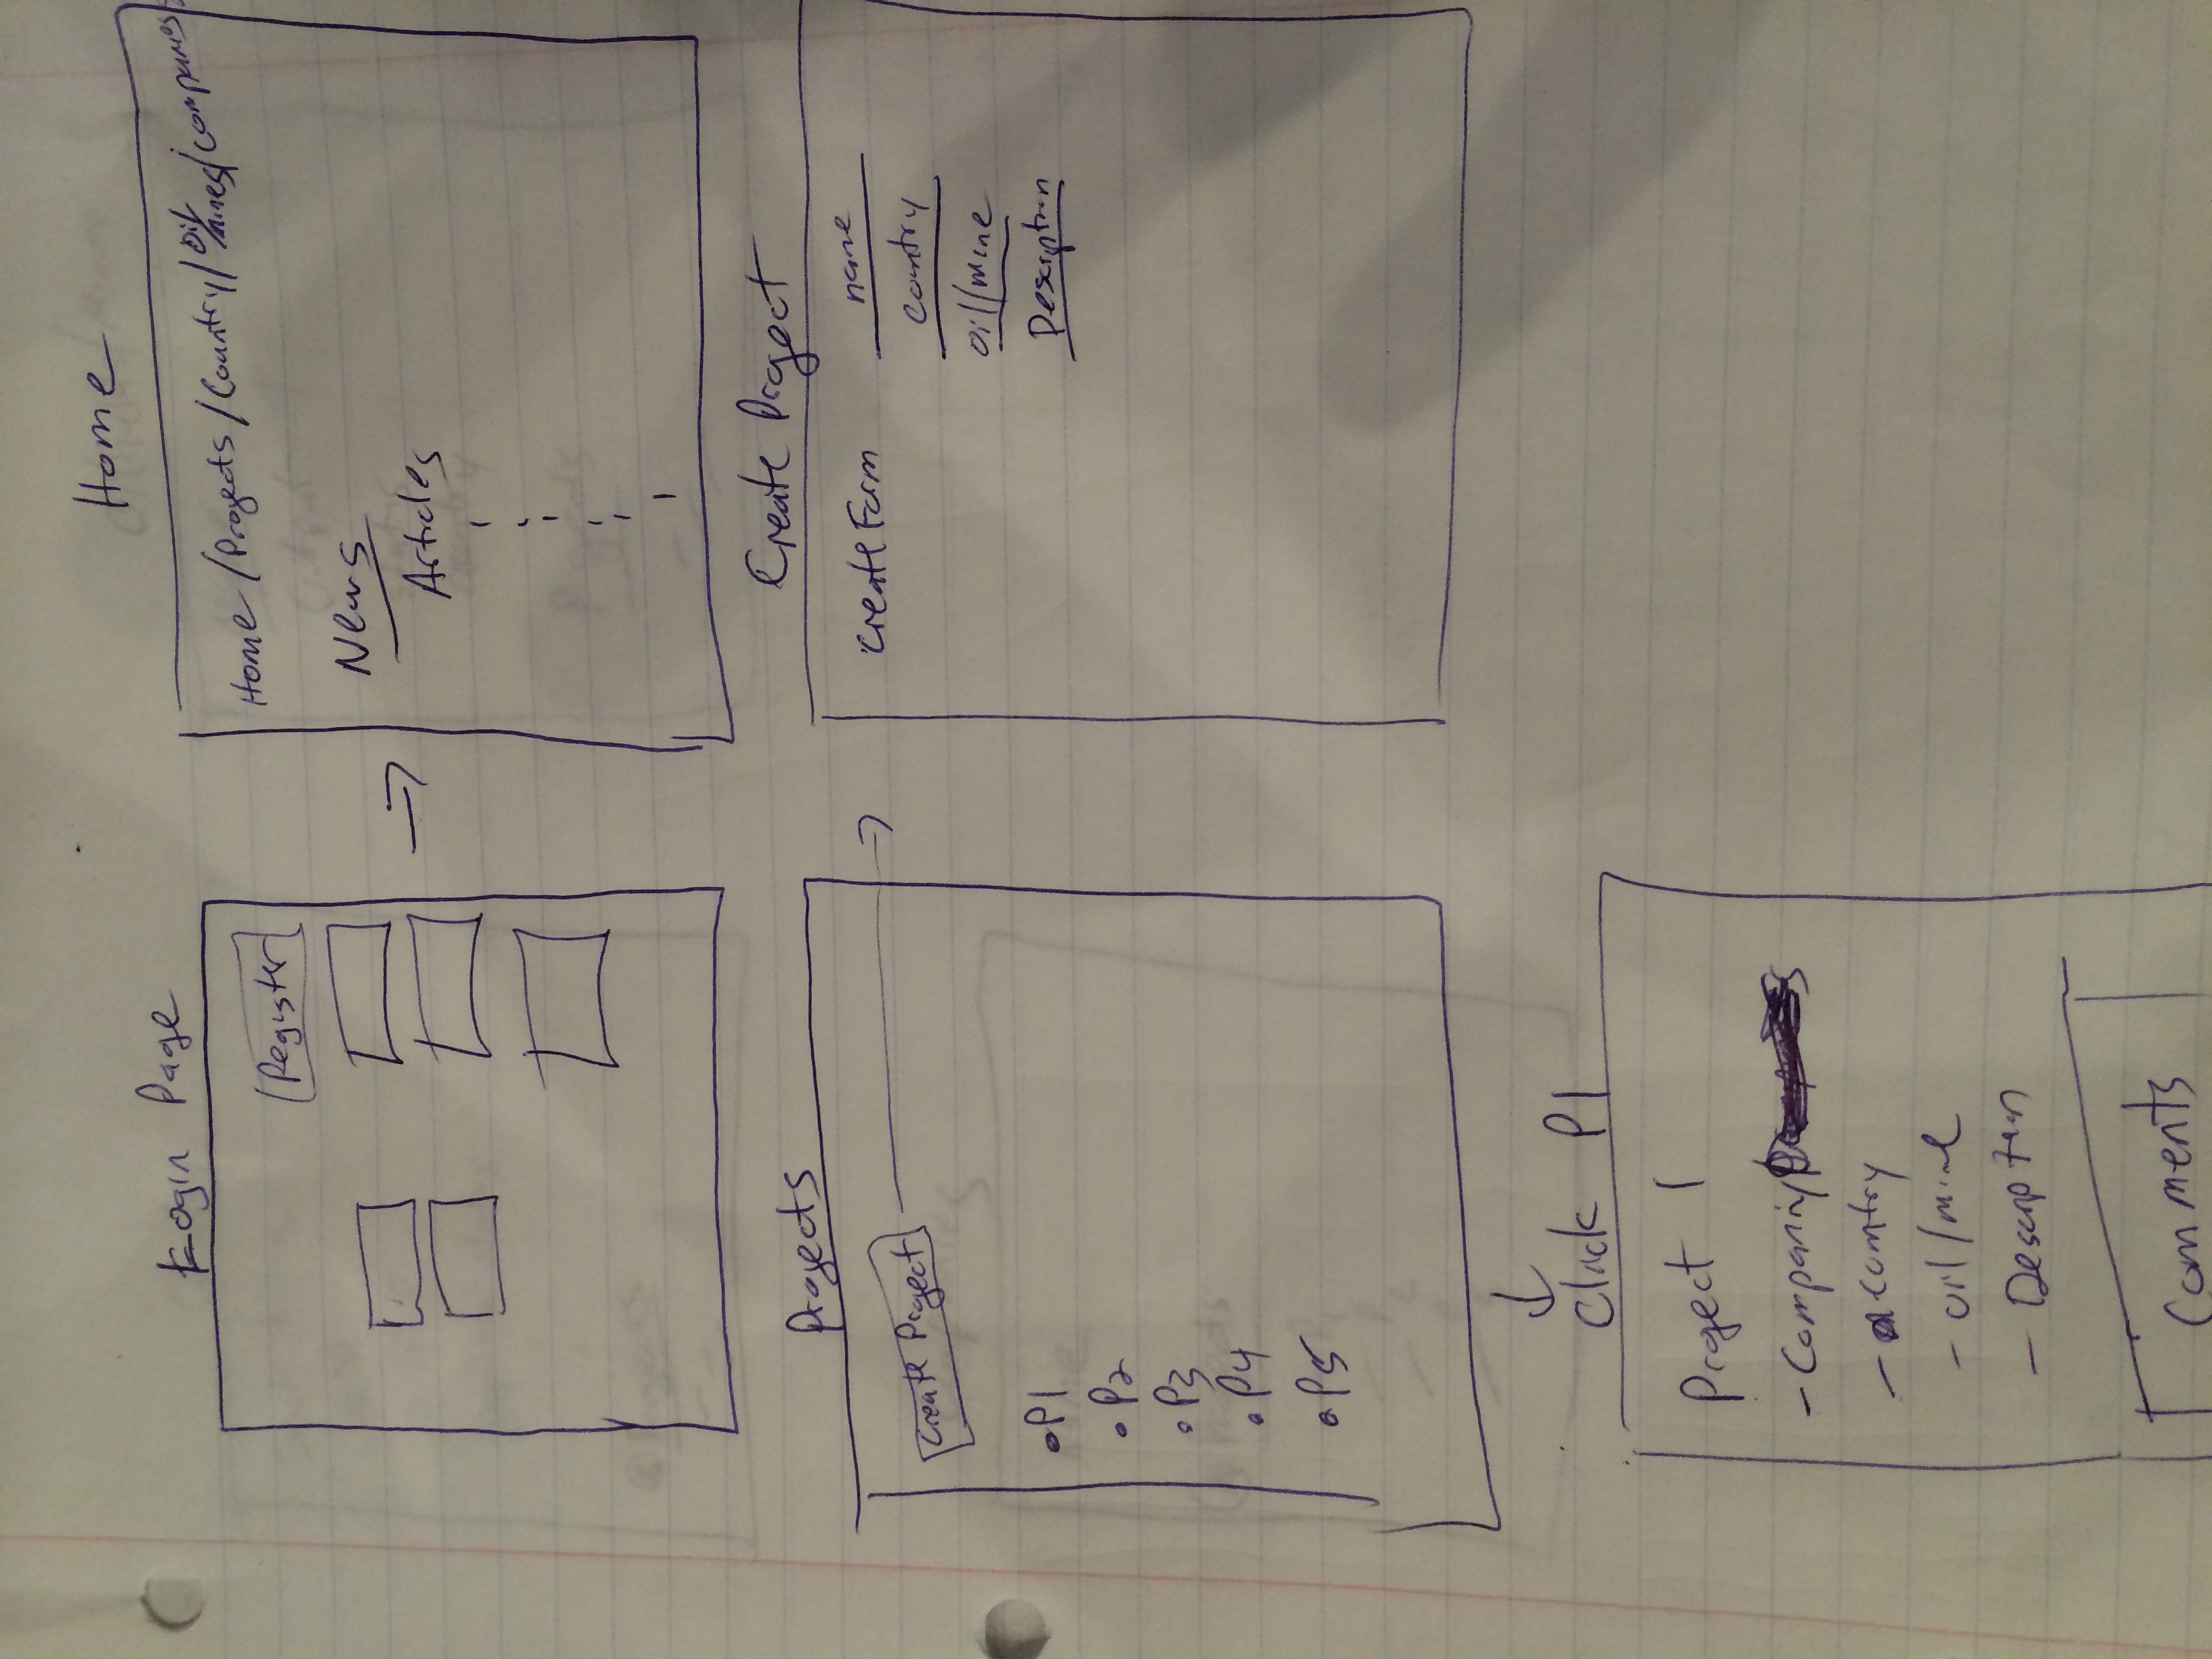 Login Page
Register
=>
Home
Home / Projects / Country / Oil/mines / companies
News
Articles
Projects
Create Project
• P1
• P2
• P3
• P4
• P5
Create Project
Create Form
name
country
oil/mine
Description
Click P1
Project 1
- Company
- country
- oil/mine
- Description
Comments